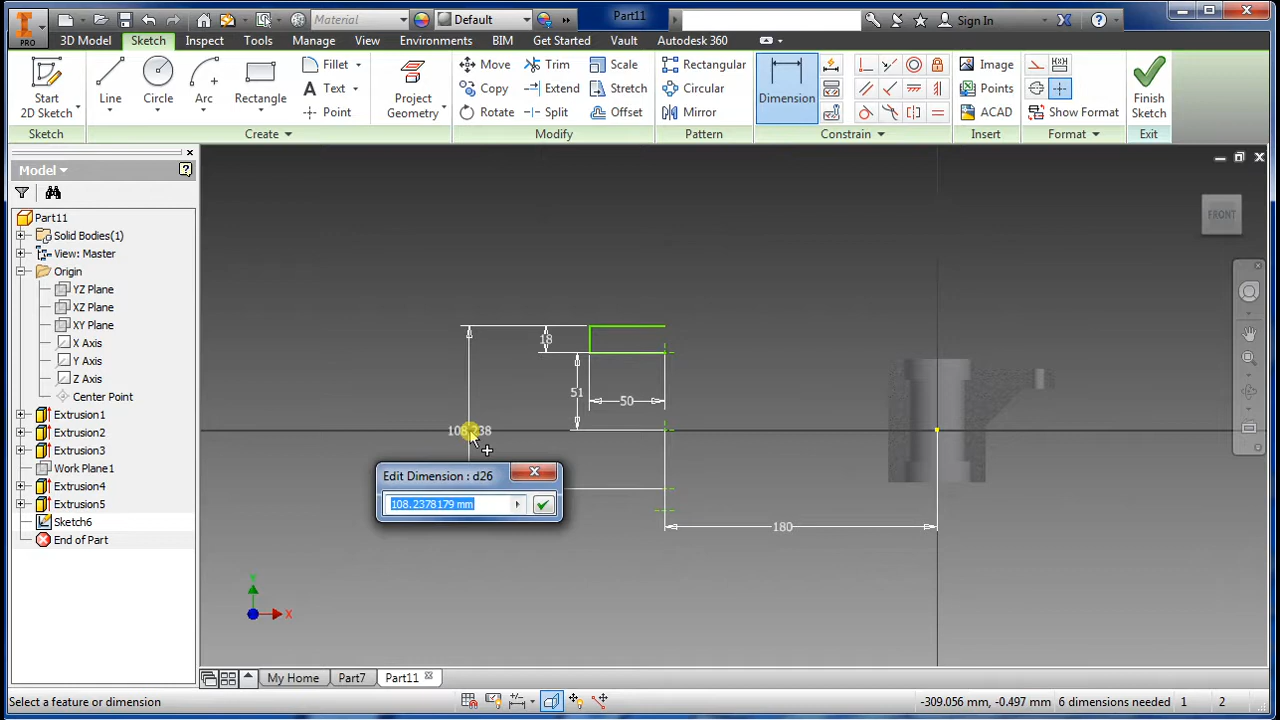 Material
Default
Part11
Sign In
PRO
3D Model
Sketch
Inspect
Tools
Manage
View
Environments
BIM
Get Started
Vault
Autodesk 360
Start
2D Sketch
Line
Circle
Arc
Rectangle
Fillet
Text
Point
Project
Geometry
Move
Copy
Rotate
Trim
Extend
Split
Scale
Stretch
Offset
Rectangular
Circular
Mirror
Dimension
Image
Points
ACAD
Show Format
Finish
Sketch
Sketch
Create
Modify
Pattern
Constrain
Insert
Format
Exit
Model
Part11
Solid Bodies(1)
View: Master
Origin
YZ Plane
XZ Plane
XY Plane
X Axis
Y Axis
Z Axis
Center Point
Extrusion1
Extrusion2
Extrusion3
Work Plane1
Extrusion4
Extrusion5
Sketch6
End of Part
FRONT
18
51
50
180
Edit Dimension : d26
108.2378179 mm
Y
X
My Home
Part7
Part11
Select a feature or dimension
-309.056 mm, -0.497 mm
6 dimensions needed
1
2